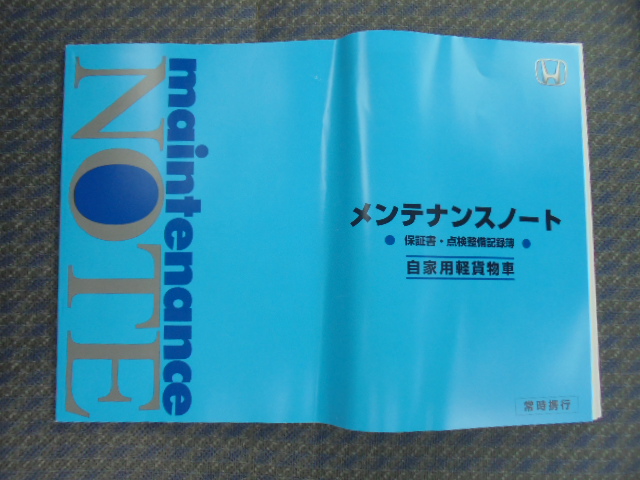 maintenance
NOTE
メンテナンスノート
● 保証書・点検整備記録簿 ●
自家用軽貨物車
常時携行